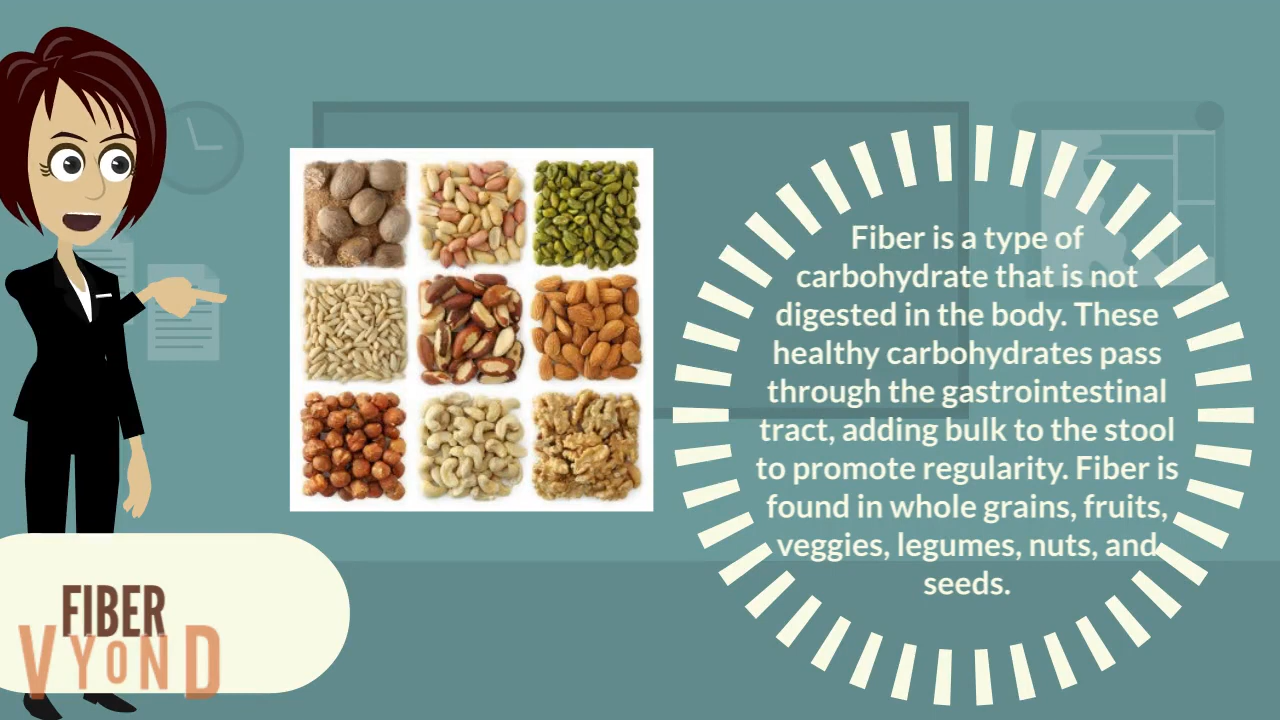 Fiber is a type of
carbohydrate that is not
digested in the body. These
healthy carbohydrates pass
through the gastrointestinal
tract, adding bulk to the stool
to promote regularity. Fiber is
found in whole grains, fruits,
veggies, legumes, nuts, and
seeds.
FIBER
VYOND